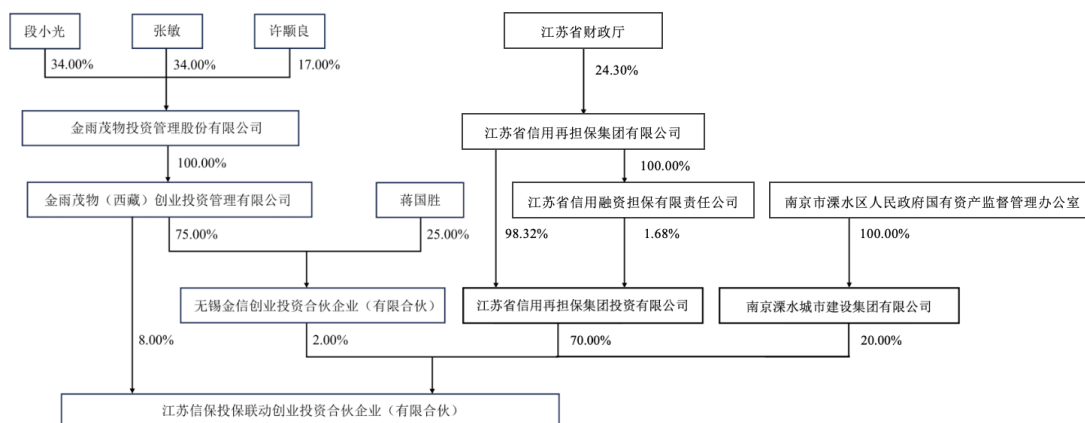 段小光
张敏
许颙良
江苏省财政厅
34.00%
34.00%
17.00%
24.30%
金雨茂物投资管理股份有限公司
江苏省信用再担保集团有限公司
100.00%
100.00%
金雨茂物（西藏）创业投资管理有限公司
蒋国胜
江苏省信用融资担保有限责任公司
南京市溧水区人民政府国有资产监督管理办公室
75.00%
25.00%
98.32%
1.68%
100.00%
无锡金信创业投资合伙企业（有限合伙）
江苏省信用再担保集团投资有限公司
南京溧水城市建设集团有限公司
8.00%
2.00%
70.00%
20.00%
江苏信保投保联动创业投资合伙企业（有限合伙）